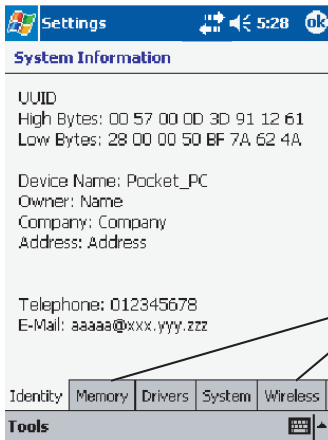 Settings 5:28 ok
System Information
UUID
High Bytes: 00 57 00 0D 3D 91 12 61
Low Bytes: 28 00 00 50 BF 7A 62 4A
Device Name: Pocket_PC
Owner: Name
Company: Company
Address: Address
Telephone: 012345678
E-Mail: aaaaa@xxx.yyy.zzz
Identity Memory Drivers System Wireless
Tools